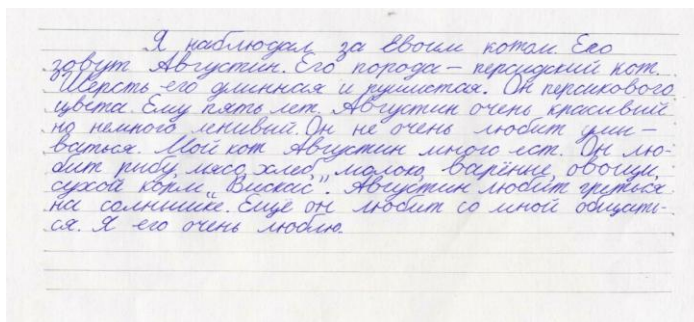 Я наблюдал за своим котом. Его
зовут Августин. Его порода – персидский кот.
Шерсть его длинная и пушистая. Он персикового
цвета. Ему пять лет. Августин очень красивый
но немного ленивий. Он не очень любит умы-
ваться. Мой кот Августин много ест. Он лю-
бит рыбу, мясо, хлеб, молоко, варённые, овощи,
сухой корм „Вискас". Августин любит греться
на солнышке. Ещё он любит со мной общать-
ся. Я его очень люблю.